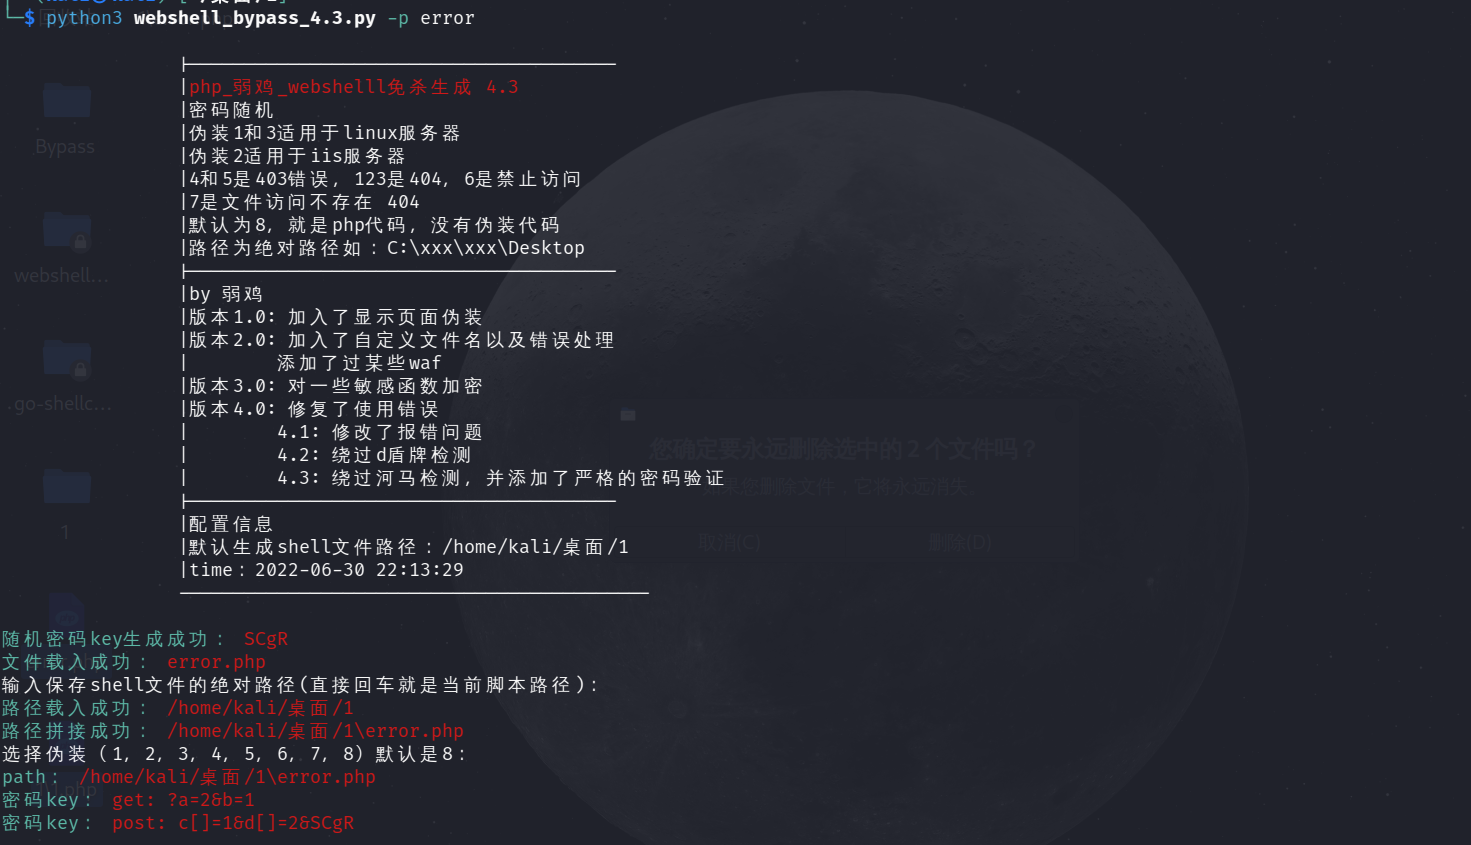 └─$ python3 webshell_bypass_4.3.py -p error
|php_弱鸡_webshelll免杀生成 4.3
|密码随机
|伪装1和3适用于linux服务器
|伪装2适用于iis服务器
|4和5是403错误, 123是404, 6是禁止访问
|7是文件访问不存在 404
|默认为8, 就是php代码, 没有伪装代码
|路径为绝对路径如：C:\xxx\xxx\Desktop
|by 弱鸡
|版本1.0: 加入了显示页面伪装
|版本2.0: 加入了自定义文件名以及错误处理
|        添加了过某些waf
|版本3.0: 对一些敏感函数加密
|版本4.0: 修复了使用错误
|        4.1: 修改了报错问题
|        4.2: 绕过d盾牌检测
|        4.3: 绕过河马检测, 并添加了严格的密码验证
|配置信息
|默认生成shell文件路径：/home/kali/桌面/1
|time：2022-06-30 22:13:29
随机密码key生成成功： SCgR
文件载入成功： error.php
输入保存shell文件的绝对路径(直接回车就是当前脚本路径):
路径载入成功： /home/kali/桌面/1
路径拼接成功： /home/kali/桌面/1\error.php
选择伪装（1, 2, 3, 4, 5, 6, 7, 8）默认是8:
path： /home/kali/桌面/1\error.php
密码key： get: ?a=2&b=1
密码key： post: c[]=1&d[]=2&SCgR
Bypass
webshell...
go-shellc...
1
您确定要永远删除选中的 2 个文件吗？
如果您删除文件，它将永远消失。
取消(C)
删除(D)